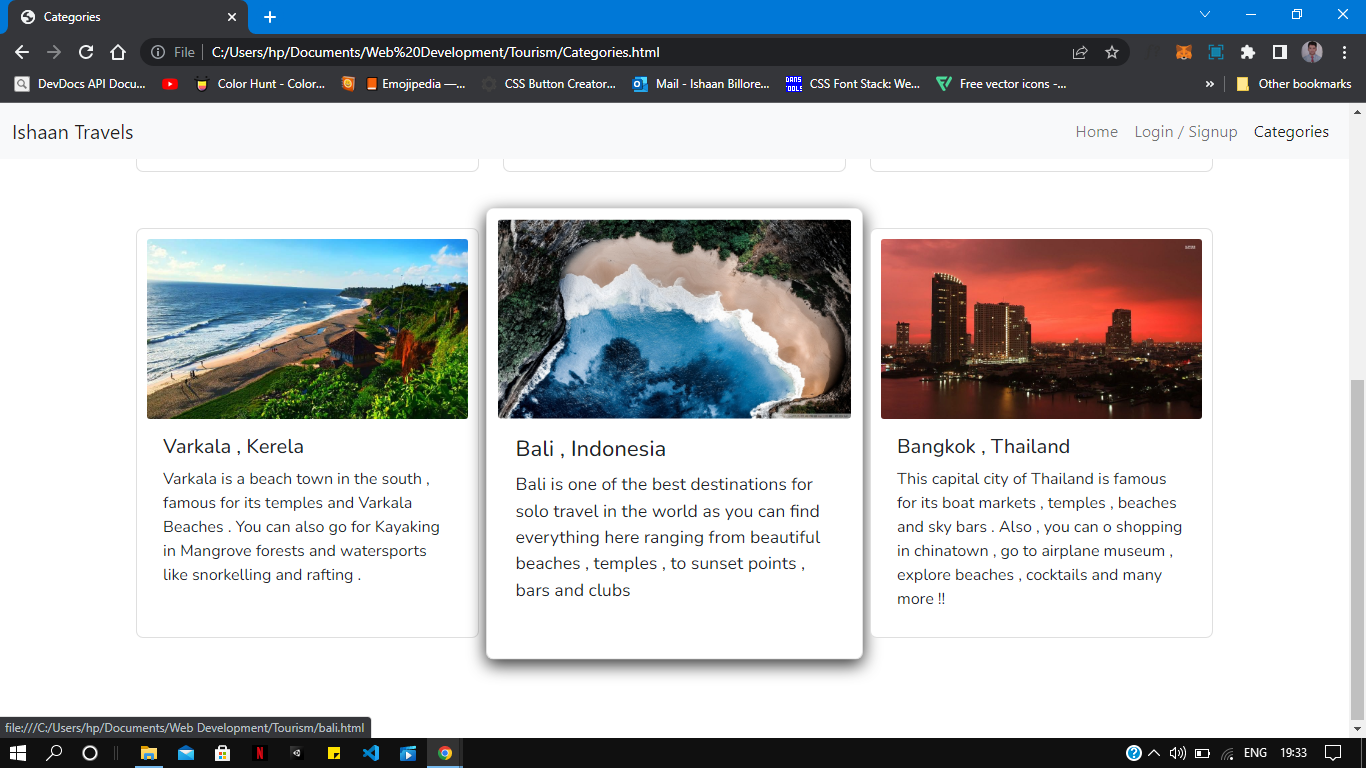 Categories
File
C:/Users/hp/Documents/Web%20Development/Tourism/Categories.html
DevDocs API Docu...
Color Hunt - Color...
Emojipedia —...
CSS Button Creator...
Mail - Ishaan Billore...
DANS TOOLS
CSS Font Stack: We...
Free vector icons -...
»
Other bookmarks
Ishaan Travels
Home
Login / Signup
Categories
Varkala , Kerela
Varkala is a beach town in the south ,
famous for its temples and Varkala
Beaches . You can also go for Kayaking
in Mangrove forests and watersports
like snorkelling and rafting .
Bali , Indonesia
Bali is one of the best destinations for
solo travel in the world as you can find
everything here ranging from beautiful
beaches , temples , to sunset points ,
bars and clubs
Bangkok , Thailand
This capital city of Thailand is famous
for its boat markets , temples , beaches
and sky bars . Also , you can o shopping
in chinatown , go to airplane museum ,
explore beaches , cocktails and many
more !!
file:///C:/Users/hp/Documents/Web Development/Tourism/bali.html
ENG
19:33